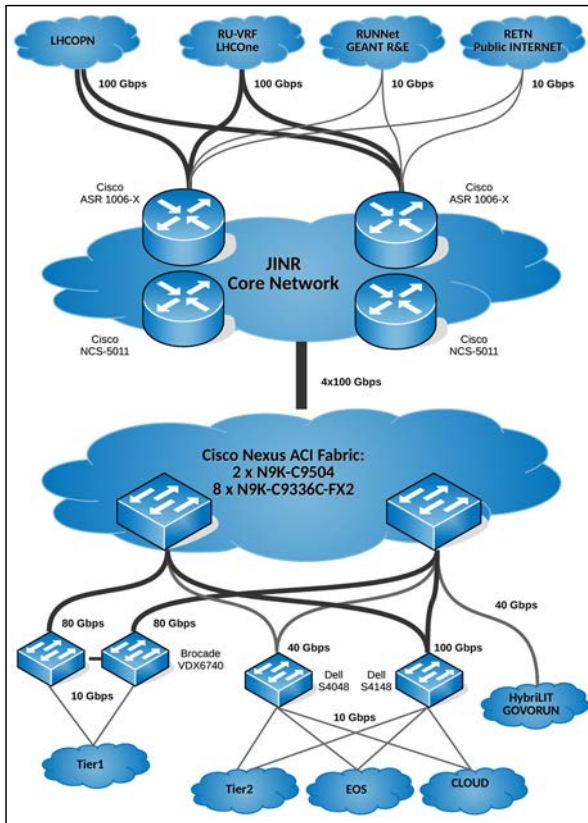 LHCOPN
RU-VRF
LHCOne
RUNNet
GEANT R&E
RETN
Public INTERNET
100 Gbps
100 Gbps
10 Gbps
10 Gbps
Cisco
ASR 1006-X
Cisco
ASR 1006-X
JINR
Core Network
Cisco
NCS-5011
Cisco
NCS-5011
4x100 Gbps
Cisco Nexus ACI Fabric:
2 x N9K-C9504
8 x N9K-C9336C-FX2
80 Gbps
80 Gbps
40 Gbps
100 Gbps
40 Gbps
Brocade
VDX6740
Dell
S4048
Dell
S4148
10 Gbps
10 Gbps
HybriLIT
GOVORUN
Tier1
Tier2
EOS
CLOUD